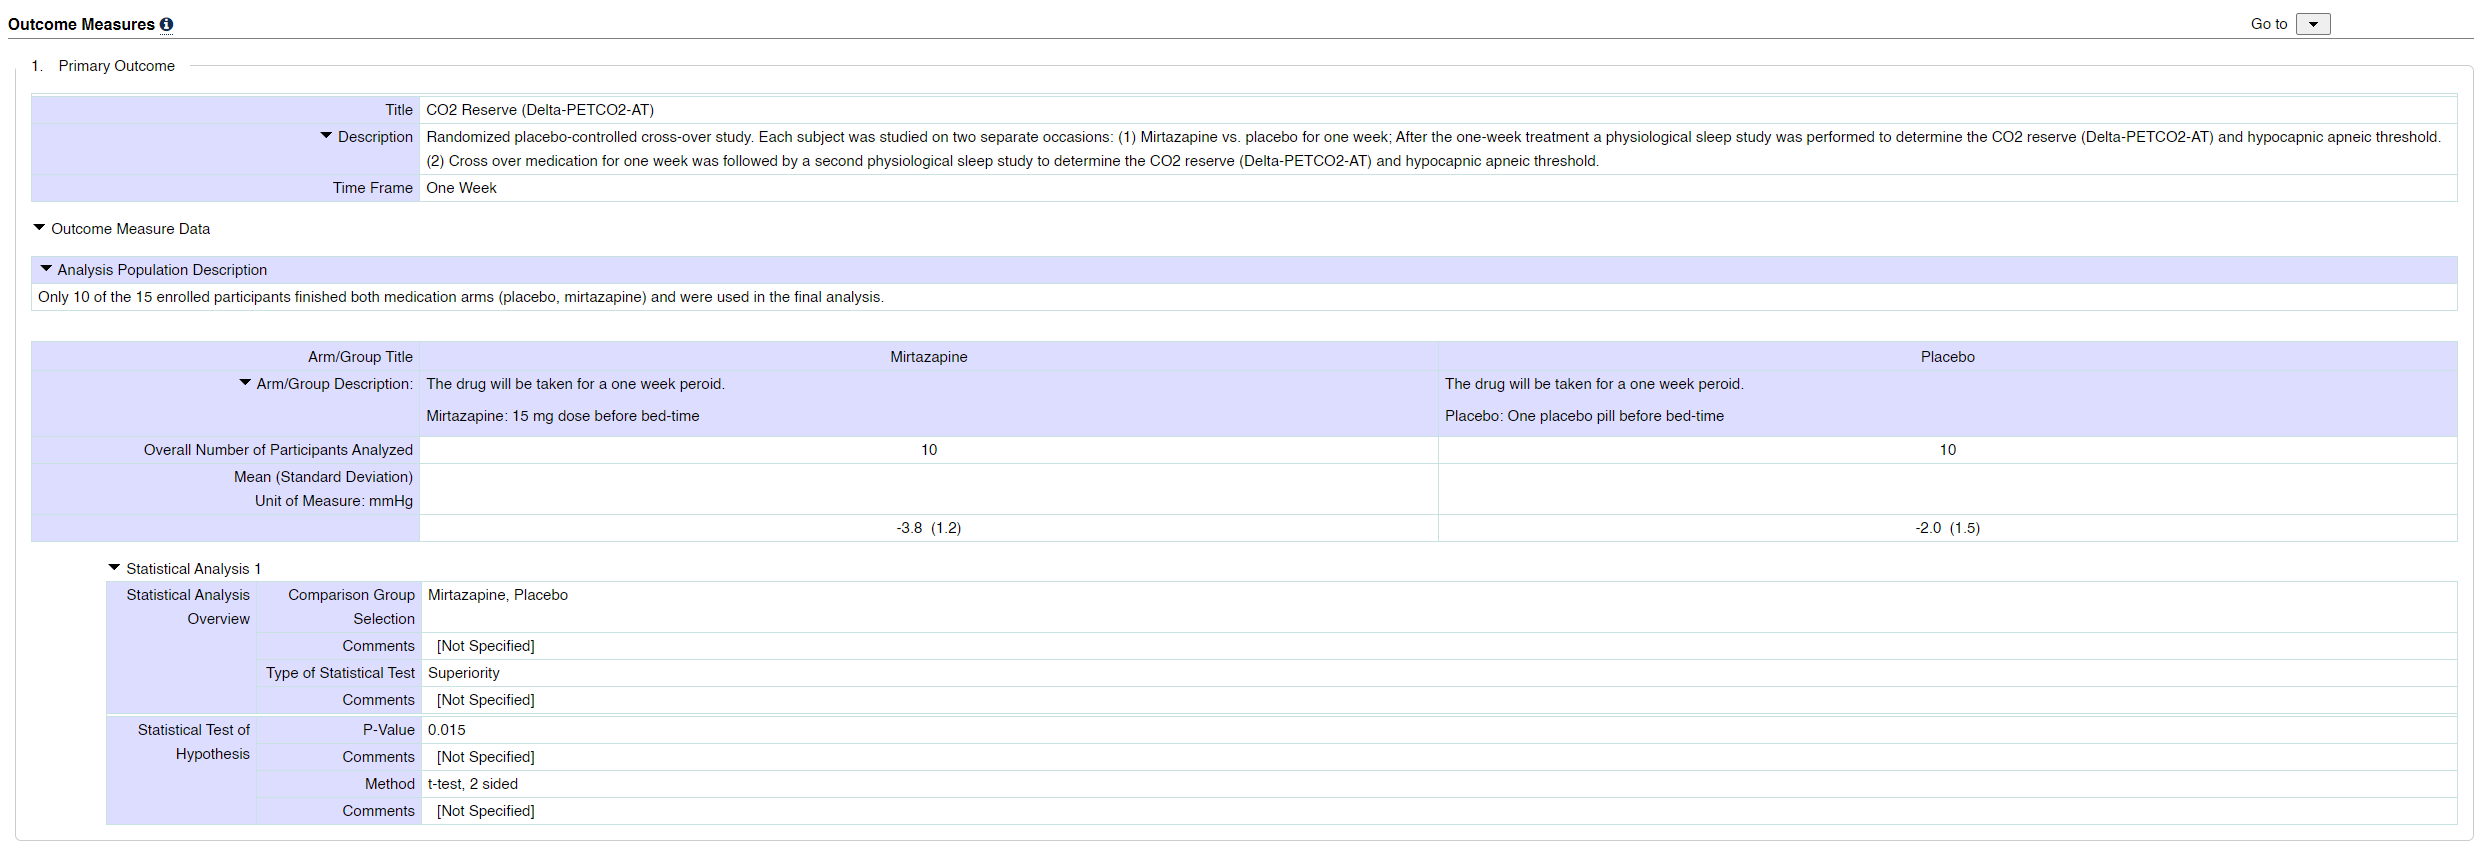 Outcome Measures
Go to
1. Primary Outcome
Title CO2 Reserve (Delta-PETCO2-AT)
Description Randomized placebo-controlled cross-over study. Each subject was studied on two separate occasions: (1) Mirtazapine vs. placebo for one week; After the one-week treatment a physiological sleep study was performed to determine the CO2 reserve (Delta-PETCO2-AT) and hypocapnic apneic threshold.
(2) Cross over medication for one week was followed by a second physiological sleep study to determine the CO2 reserve (Delta-PETCO2-AT) and hypocapnic apneic threshold.
Time Frame One Week
Outcome Measure Data
Analysis Population Description
Only 10 of the 15 enrolled participants finished both medication arms (placebo, mirtazapine) and were used in the final analysis.
Arm/Group Title Mirtazapine Placebo
Arm/Group Description: The drug will be taken for a one week peroid. The drug will be taken for a one week peroid.
Mirtazapine: 15 mg dose before bed-time Placebo: One placebo pill before bed-time
Overall Number of Participants Analyzed 10 10
Mean (Standard Deviation)
Unit of Measure: mmHg
-3.8 (1.2) -2.0 (1.5)
Statistical Analysis 1
Statistical Analysis Comparison Group Mirtazapine, Placebo
Overview Selection
Comments [Not Specified]
Type of Statistical Test Superiority
Comments [Not Specified]
Statistical Test of P-Value 0.015
Hypothesis
Comments [Not Specified]
Method t-test, 2 sided
Comments [Not Specified]